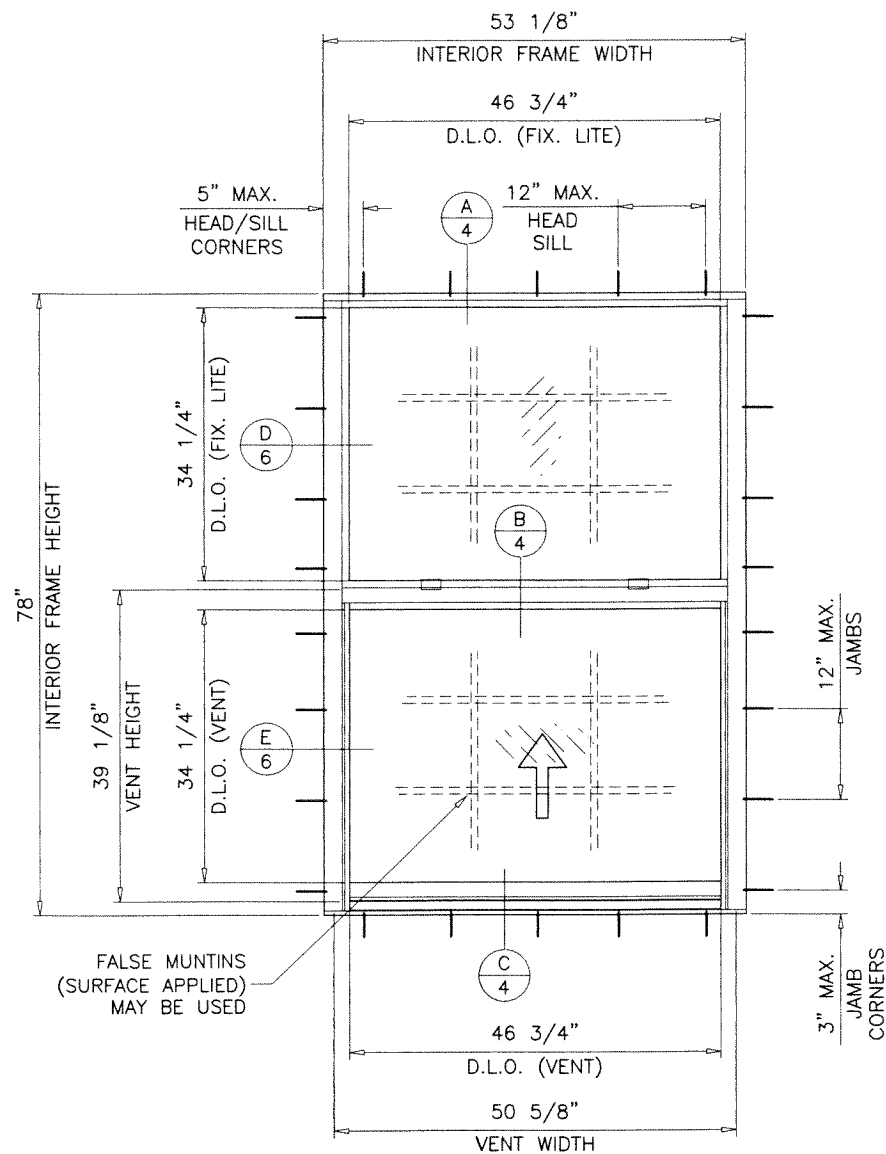 53 1/8"
INTERIOR FRAME WIDTH
46 3/4"
D.L.O. (FIX. LITE)
5" MAX.
HEAD/SILL
CORNERS
A
4
12" MAX.
HEAD
SILL
78"
INTERIOR FRAME HEIGHT
34 1/4"
D.L.O. (FIX. LITE)
D
6
B
4
39 1/8"
VENT HEIGHT
34 1/4"
D.L.O. (VENT)
E
6
12" MAX.
JAMBS
FALSE MUNTINS
(SURFACE APPLIED)
MAY BE USED
C
4
3" MAX.
JAMB
CORNERS
46 3/4"
D.L.O. (VENT)
50 5/8"
VENT WIDTH